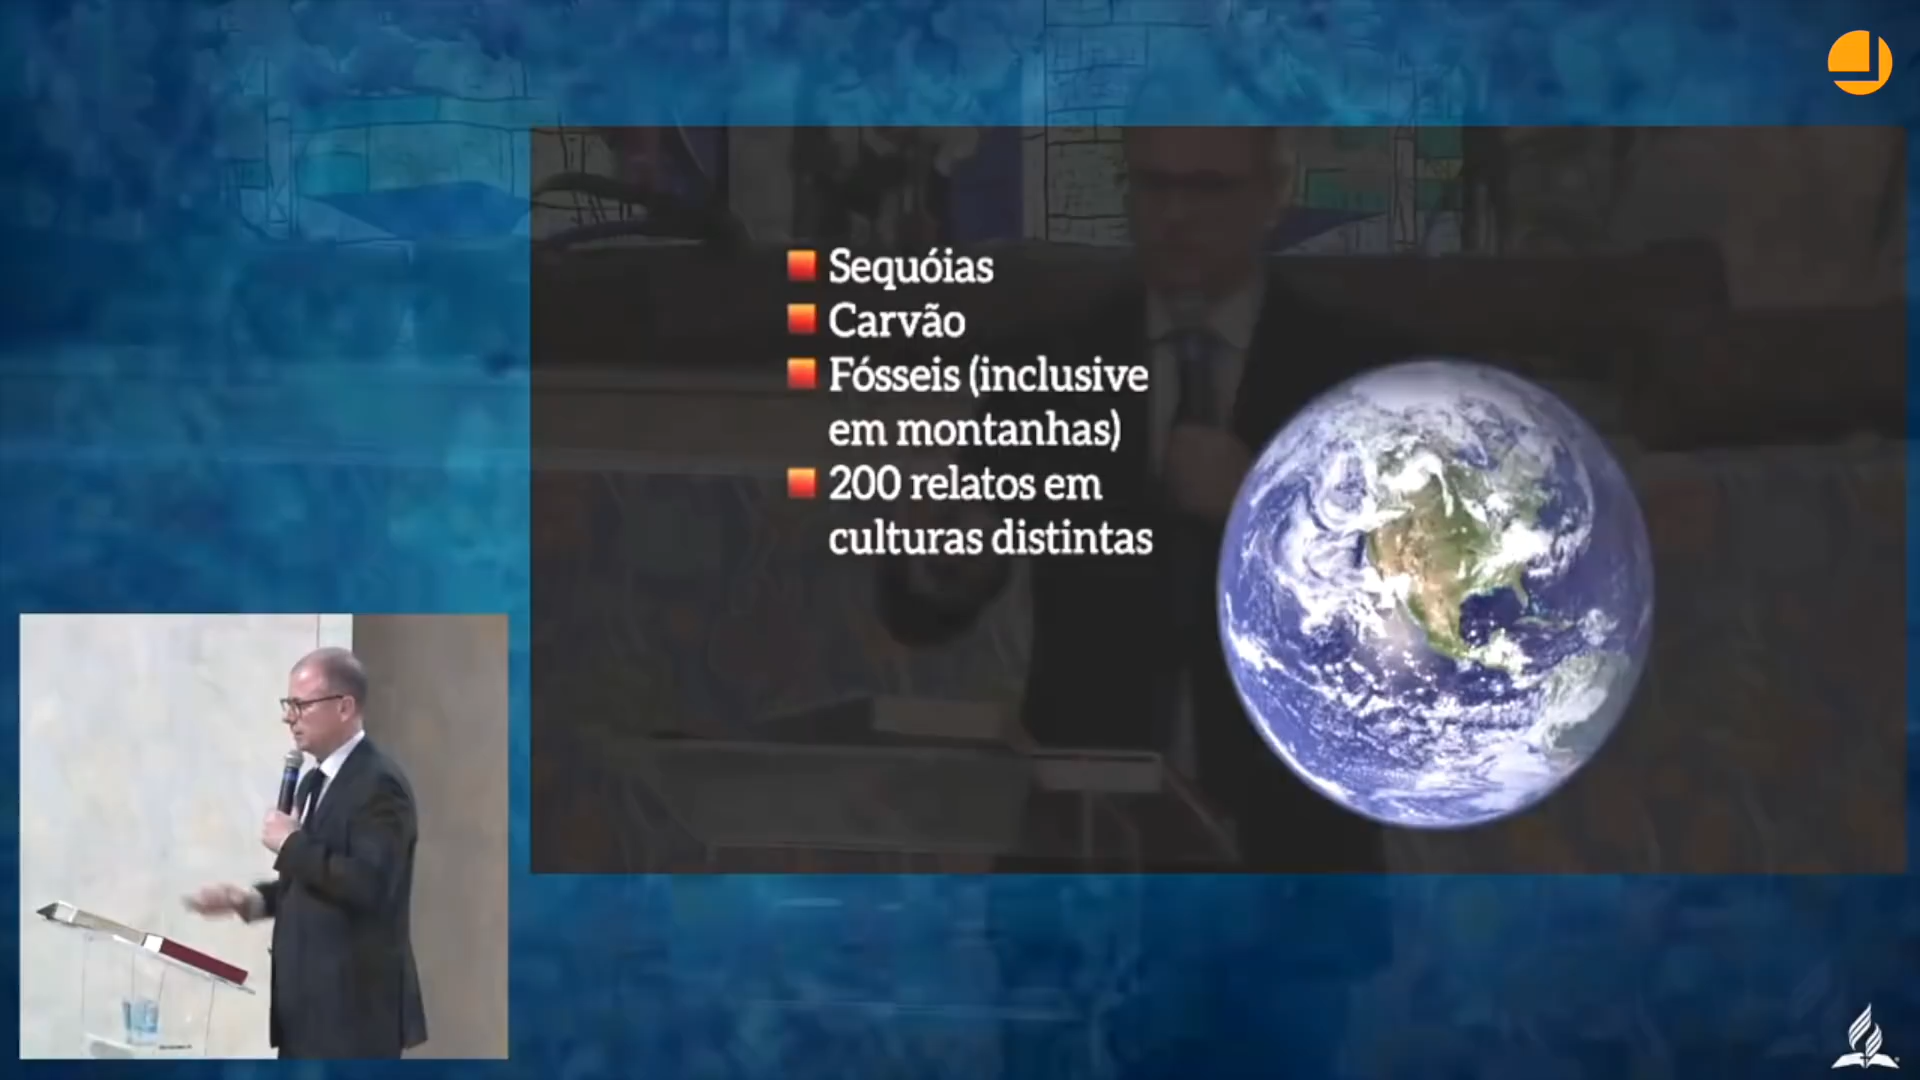 Sequóias
Carvão
Fósseis (inclusive
em montanhas)
200 relatos em
culturas distintas